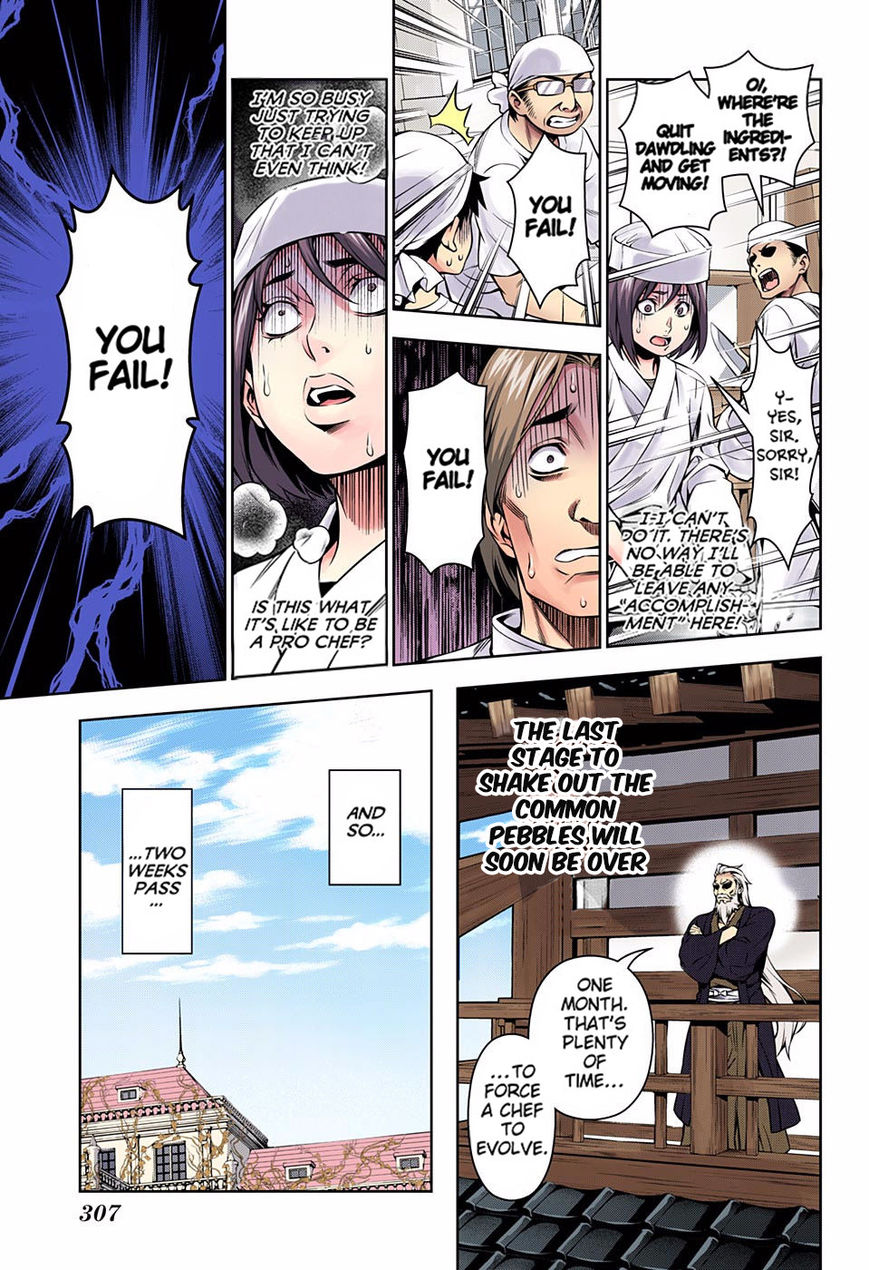 OI,
WHERE'RE
THE
INGREDI-
ENTS?!
QUIT
DAWDLING
AND GET
MOVING!
Y-
YES,
SIR.
SORRY,
SIR!
I-I CAN'T
DO IT. THERE'S
NO WAY I'LL
BE ABLE TO
LEAVE ANY
"ACCOMPLISH-
MENT" HERE!
YOU
FAIL!
YOU
FAIL!
I'M SO BUSY
JUST TRYING
TO KEEP UP
THAT I CAN'T
EVEN THINK!
IS THIS WHAT
IT'S LIKE TO BE
A PRO CHEF?
YOU
FAIL!
THE LAST
STAGE TO
SHAKE OUT THE
COMMON
PEBBLES WILL
SOON BE OVER
ONE
MONTH.
THAT'S
PLENTY
OF
TIME...
...TO
FORCE
A CHEF
TO
EVOLVE.
AND
SO...
...TWO
WEEKS
PASS
...
307